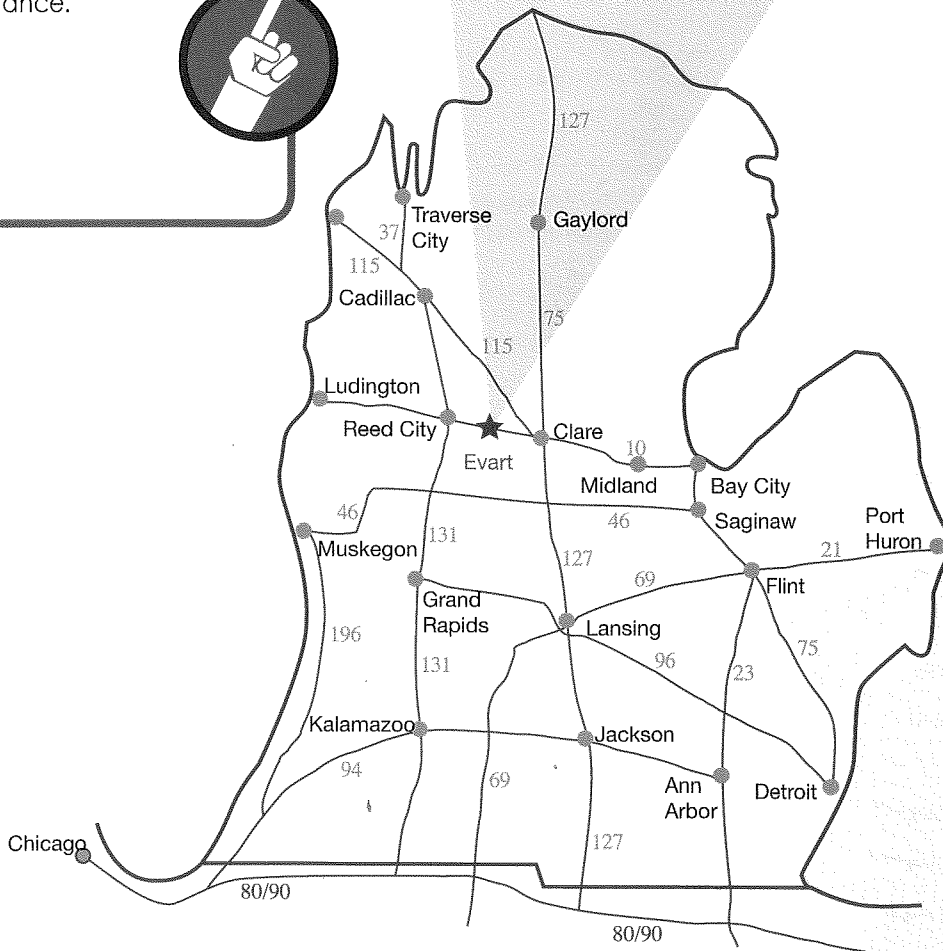 ance.
127
Traverse
City
Gaylord
37
115
Cadillac
75
115
Ludington
Reed City
Clare
Evart
10
Midland
Bay City
46
46
Saginaw
Port
Huron
Muskegon
131
127
21
69
Flint
Grand
Rapids
Lansing
196
131
96
23
75
Kalamazoo
Jackson
94
69
Ann
Arbor
Detroit
Chicago
127
80/90
80/90